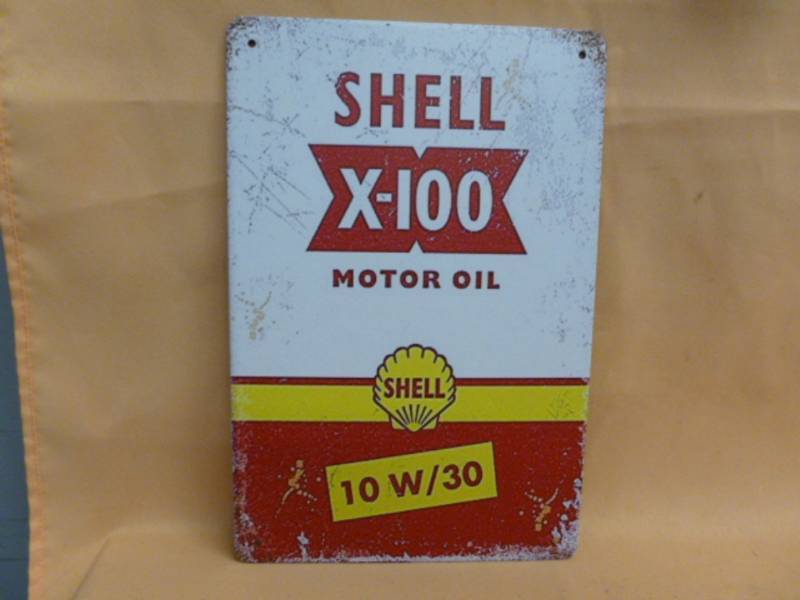 SHELL
X-100
MOTOR OIL
SHELL
10 W/30